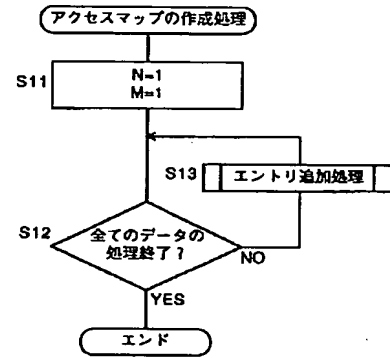 アクセスマップの作成処理
S11
N=1
M=1
S13
エントリ追加処理
S12
全てのデータの
処理終了?
NO
YES
エンド